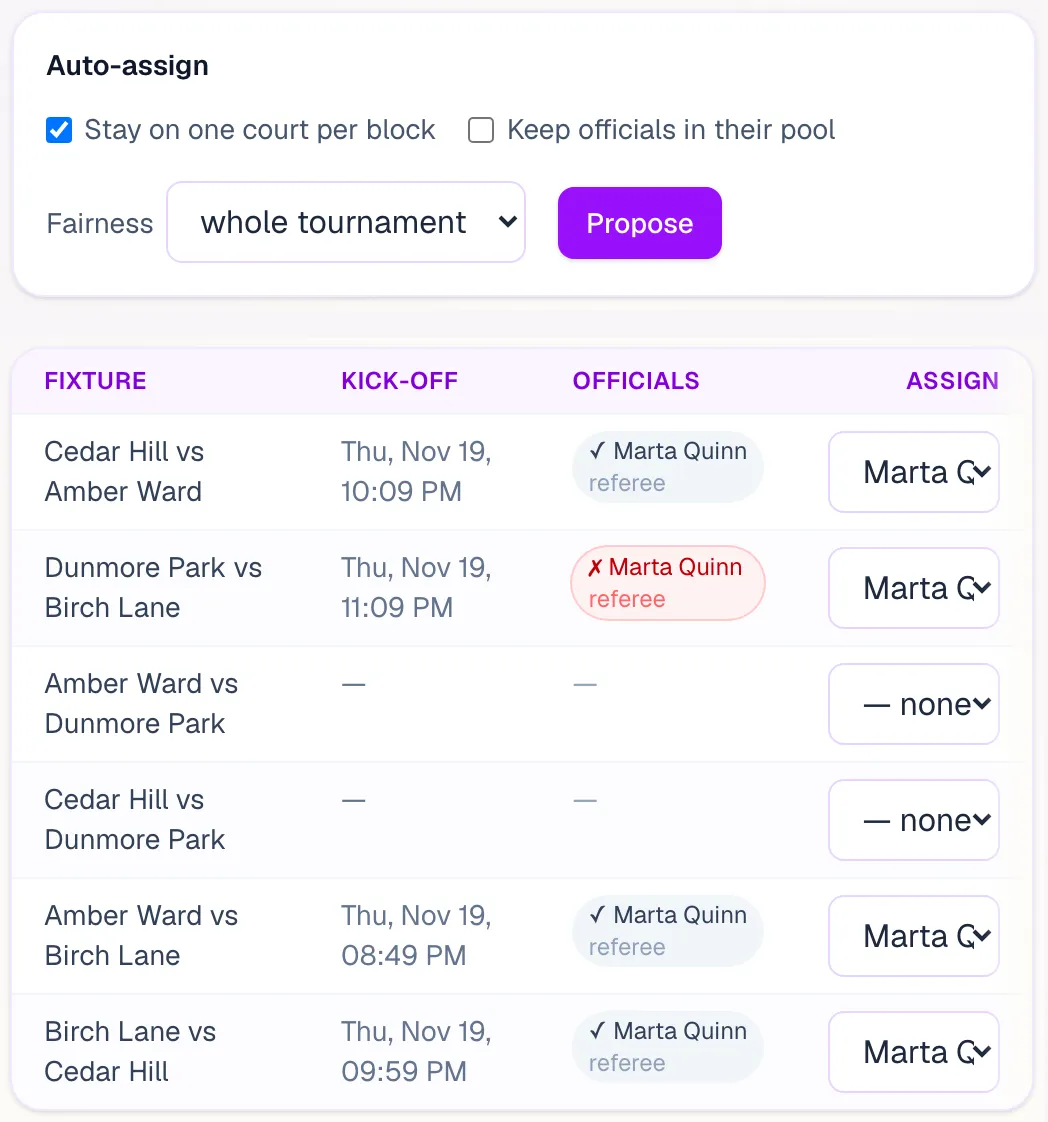 Auto-assign
Stay on one court per block Keep officials in their pool
Fairness whole tournament Propose
FIXTURE KICK-OFF OFFICIALS ASSIGN
Cedar Hill vs Thu, Nov 19, ✓ Marta Quinn Marta Q
Amber Ward 10:09 PM referee
Dunmore Park vs Thu, Nov 19, ✗ Marta Quinn Marta Q
Birch Lane 11:09 PM referee
Amber Ward vs — — — none
Dunmore Park
Cedar Hill vs — — — none
Dunmore Park
Amber Ward vs Thu, Nov 19, ✓ Marta Quinn Marta Q
Birch Lane 08:49 PM referee
Birch Lane vs Thu, Nov 19, ✓ Marta Quinn Marta Q
Cedar Hill 09:59 PM referee